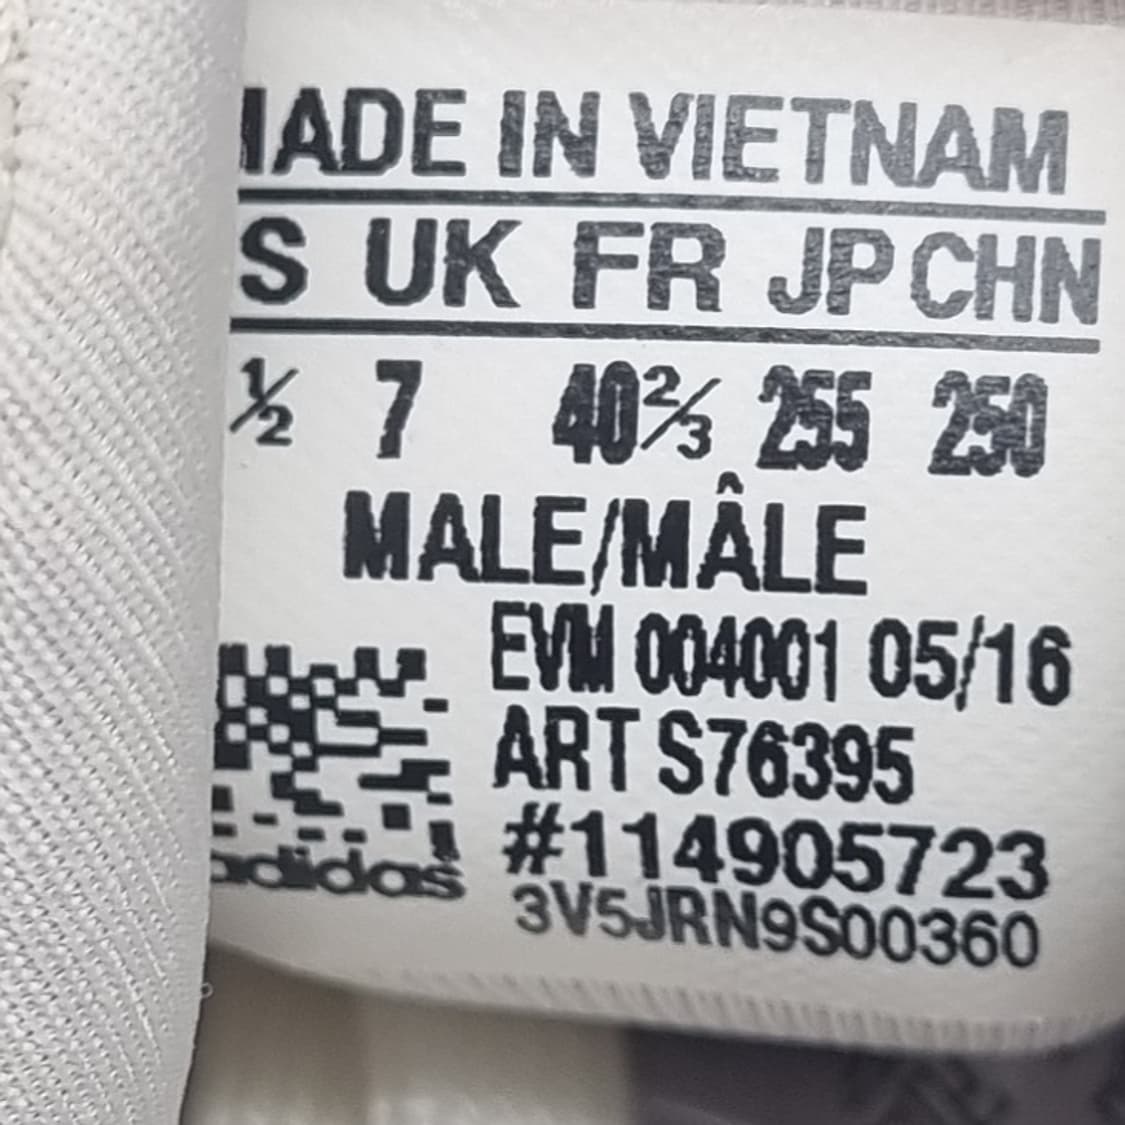 MADE IN VIETNAM
S UK FR JP CHN
½ 7 40⅔ 255 250
MALE/MÂLE
EVM 004001 05/16
ART S76395
#114905723
adidas
3V5JRN9S00360